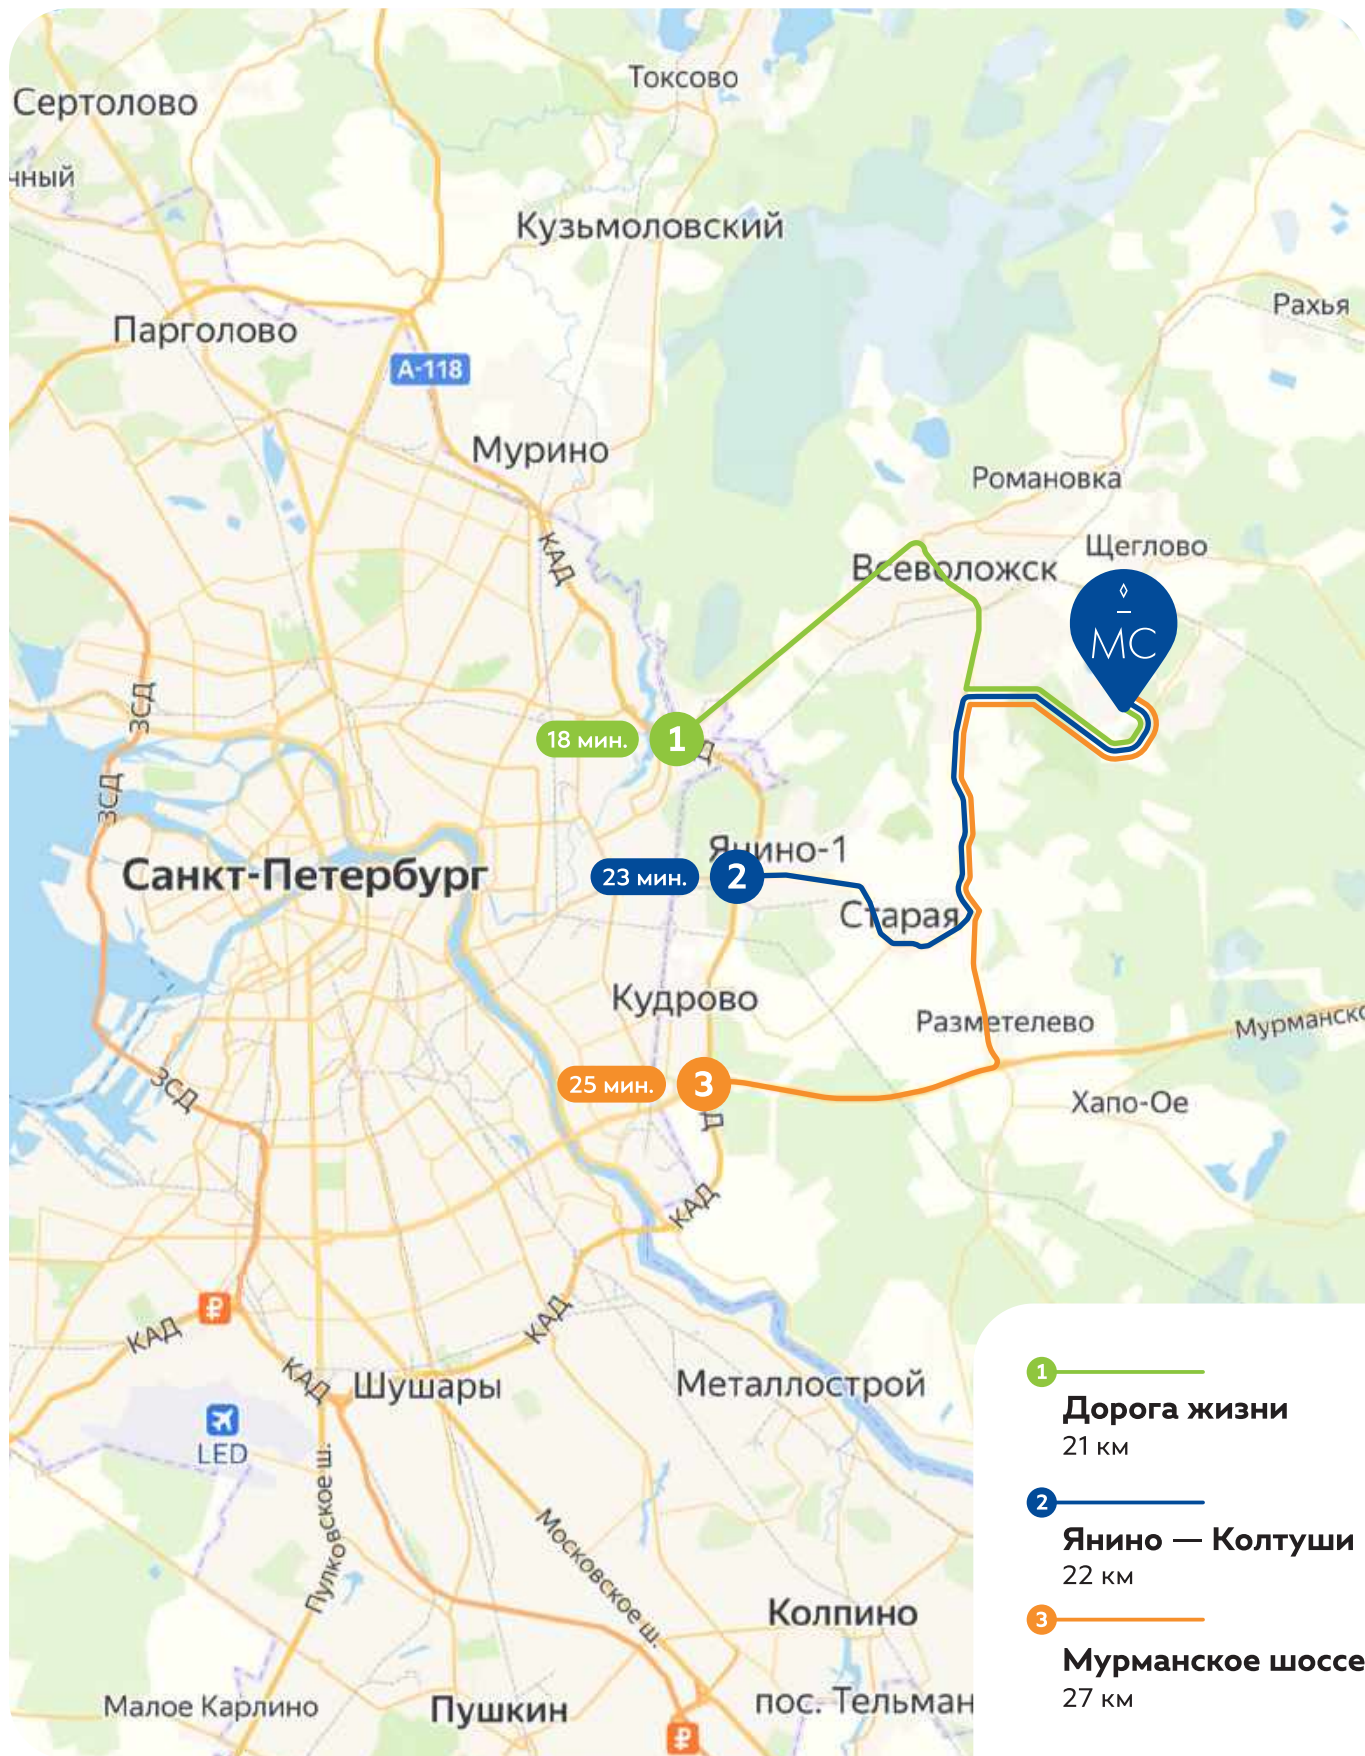 Токсово
Сертолово
чный
Кузьмоловский
Рахья
Парголово
А-118
Мурино
Романовка
КАД
Щеглово
Всеволожск
МС
ЗСД
18 мин.
1
Д
ЗСД
Янино-1
Санкт-Петербург
23 мин.
2
Старая
Кудрово
Разметелево
Мурманско
25 мин.
3
ЗСД
Хапо-Ое
Д
КАД
₽
КАД
КАД
КАД
Шушары
Металлострой
LED
Пулковское ш.
Московское ш.
Колпино
Малое Карлино
Пушкин
пос. Тельман
₽
1
Дорога жизни
21 км
2
Янино — Колтуши
22 км
3
Мурманское шоссе
27 км